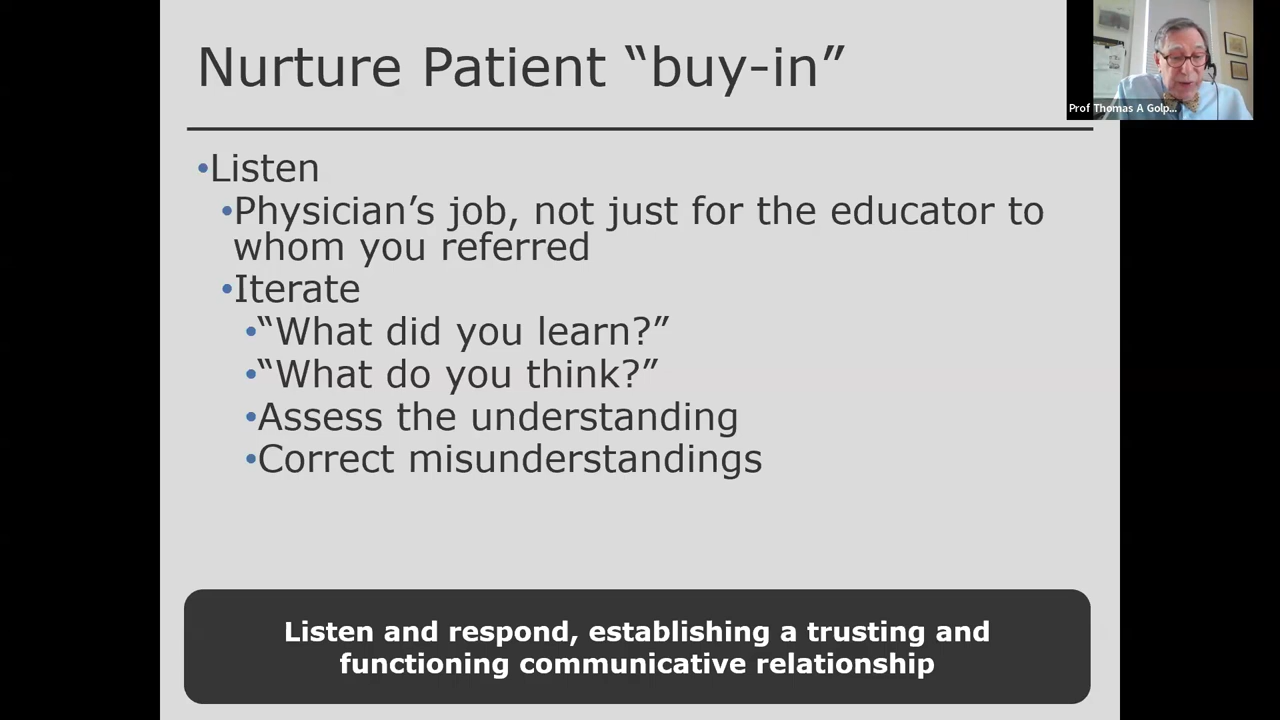 Nurture Patient “buy-in”
Prof Thomas A Golp...
•Listen
•Physician’s job, not just for the educator to
whom you referred
•Iterate
•“What did you learn?”
•“What do you think?”
•Assess the understanding
•Correct misunderstandings
Listen and respond, establishing a trusting and
functioning communicative relationship